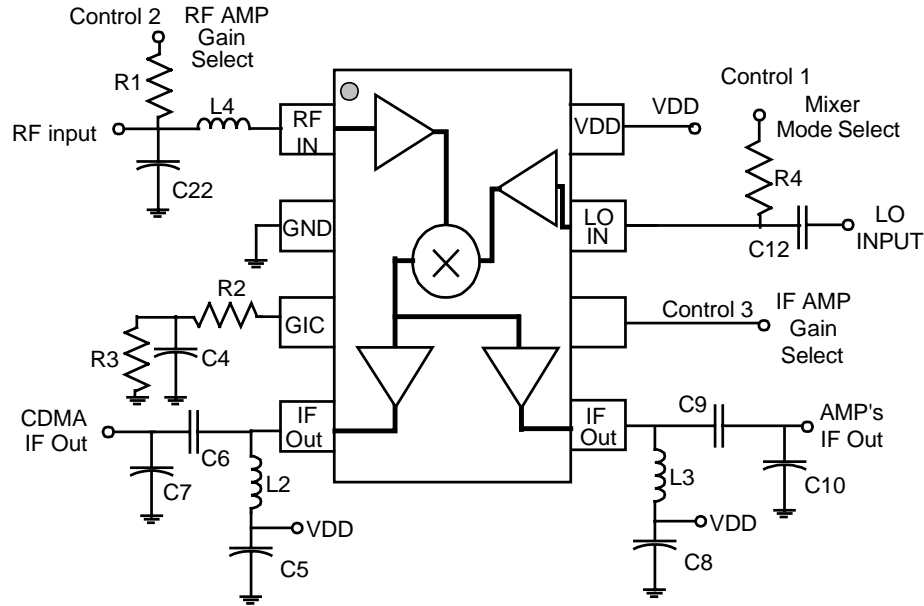 Control 2
RF AMP
Gain
Select
R1
L4
RF input
C22
RF
IN
VDD
VDD
Control 1
Mixer
Mode Select
R4
GND
LO
IN
C12
LO
INPUT
R2
GIC
R3
C4
Control 3
IF AMP
Gain
Select
CDMA
IF Out
C6
C7
IF
Out
L2
VDD
C5
IF
Out
C9
AMP's
IF Out
L3
C10
VDD
C8